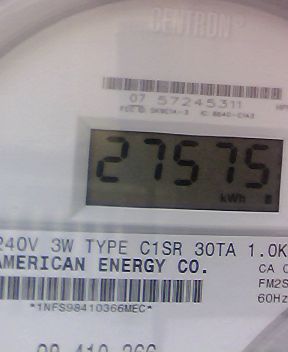 CENTRON®
07 57245311
27575
kWh
240V 3W TYPE C1SR 30TA 1.0K
AMERICAN ENERGY CO.
CA 0
FM2S
60Hz
*1NFS98410366MEC*